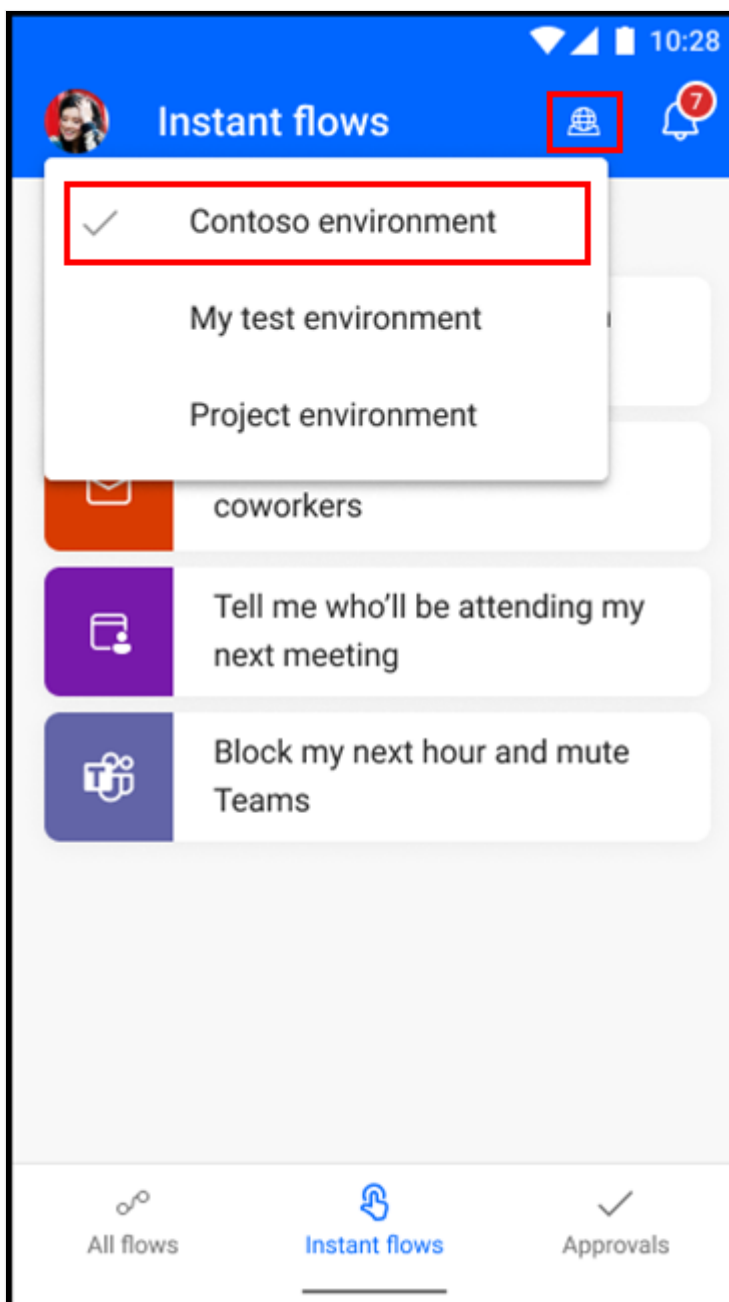 10:28
Instant flows
7
Contoso environment
My test environment
Project environment
coworkers
Tell me who'll be attending my
next meeting
Block my next hour and mute
Teams
All flows
Instant flows
Approvals